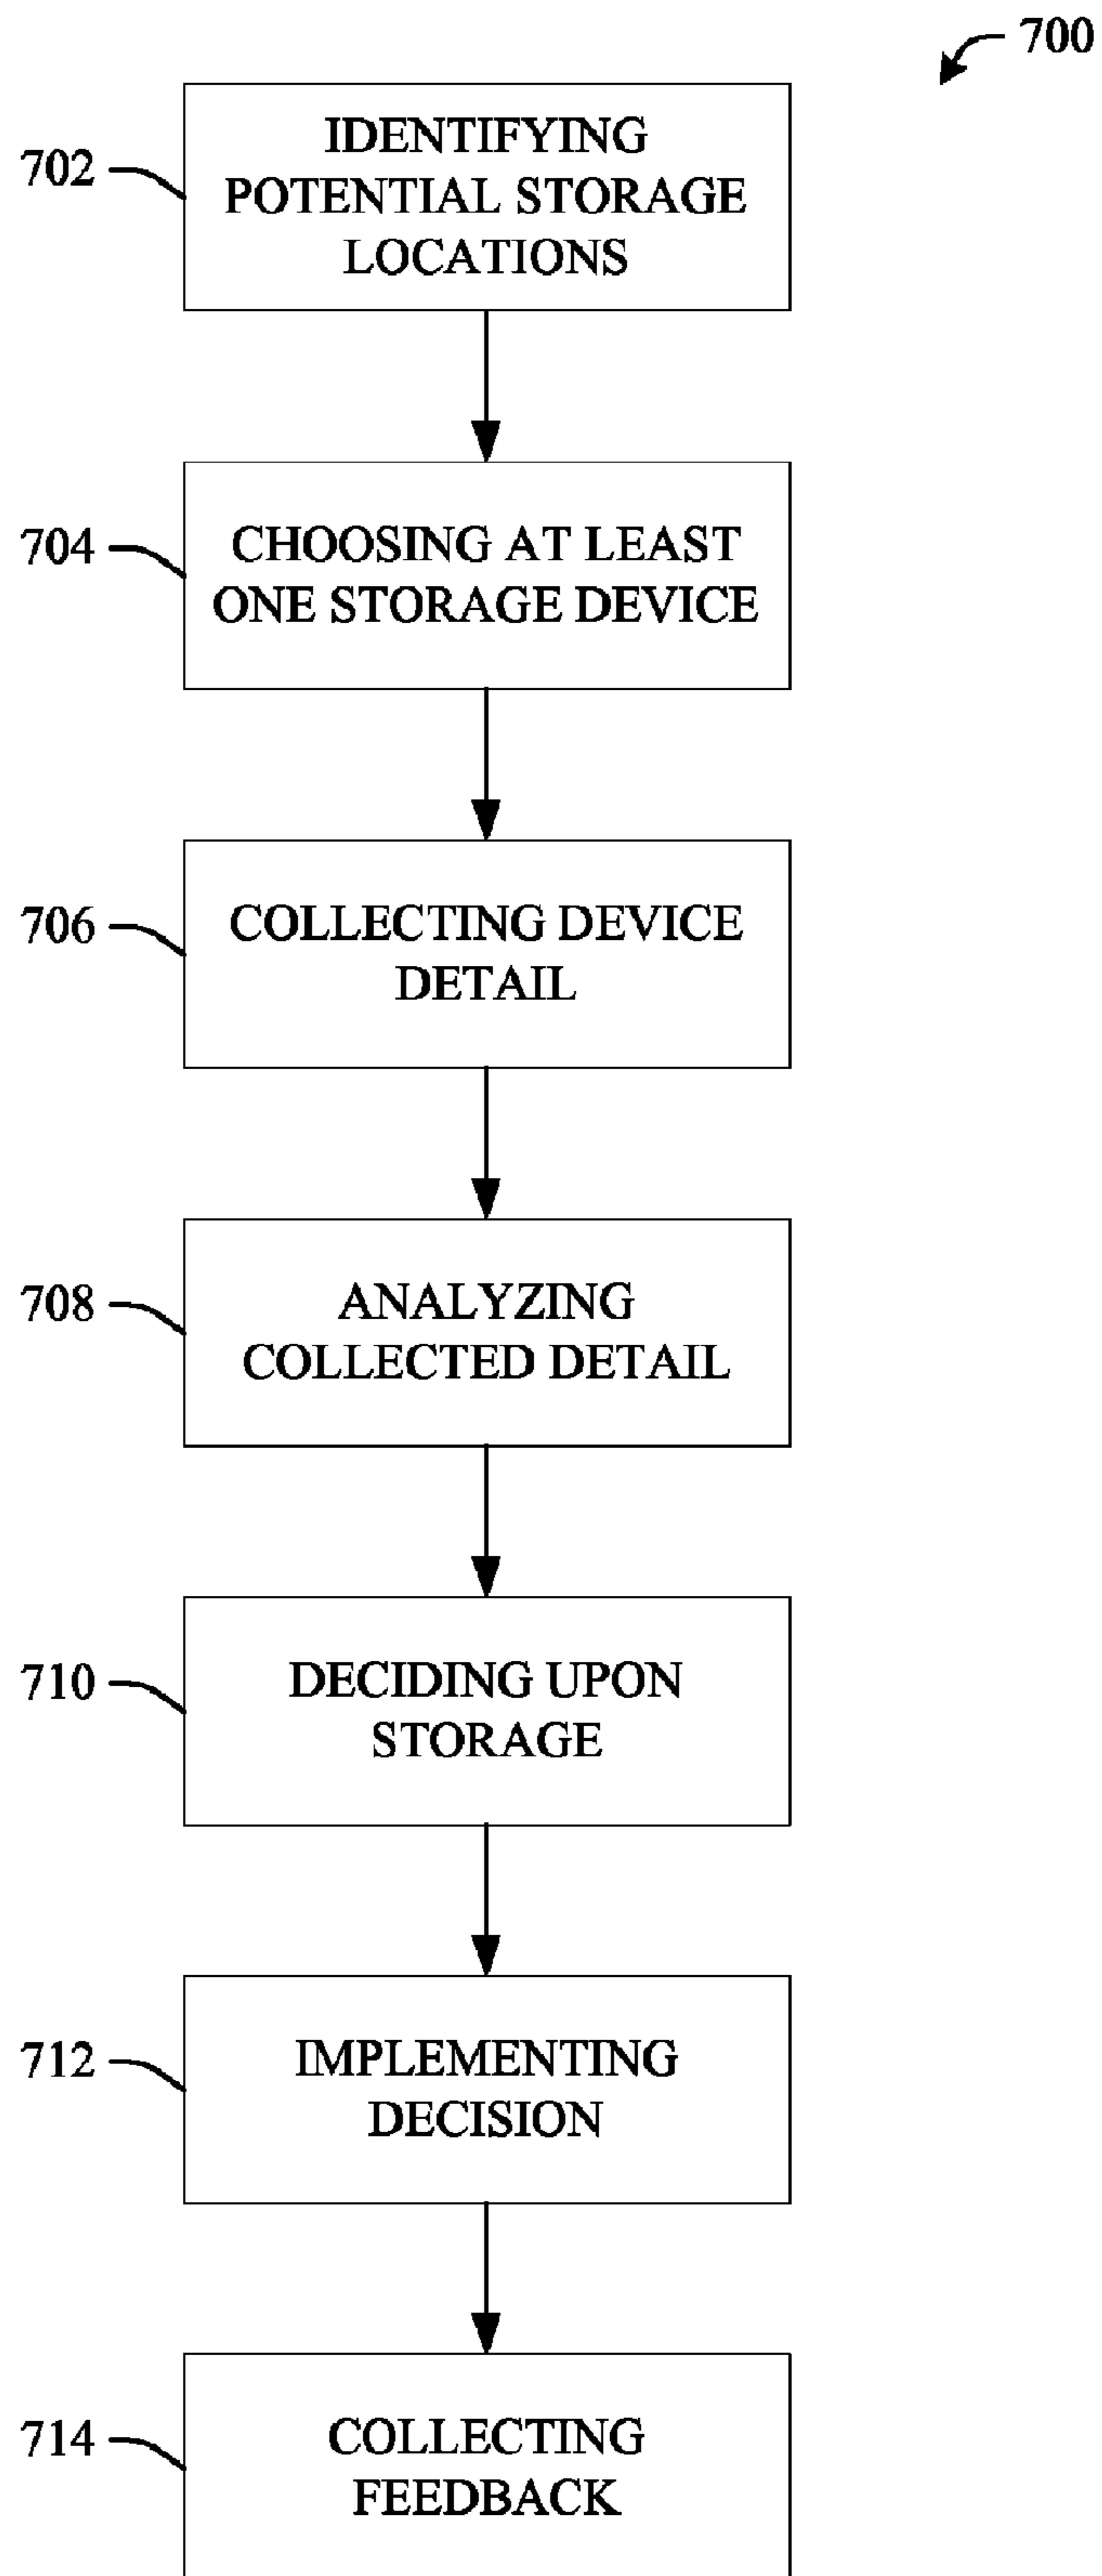 700
702
IDENTIFYING
POTENTIAL STORAGE
LOCATIONS
704
CHOOSING AT LEAST
ONE STORAGE DEVICE
706
COLLECTING DEVICE
DETAIL
708
ANALYZING
COLLECTED DETAIL
710
DECIDING UPON
STORAGE
712
IMPLEMENTING
DECISION
714
COLLECTING
FEEDBACK